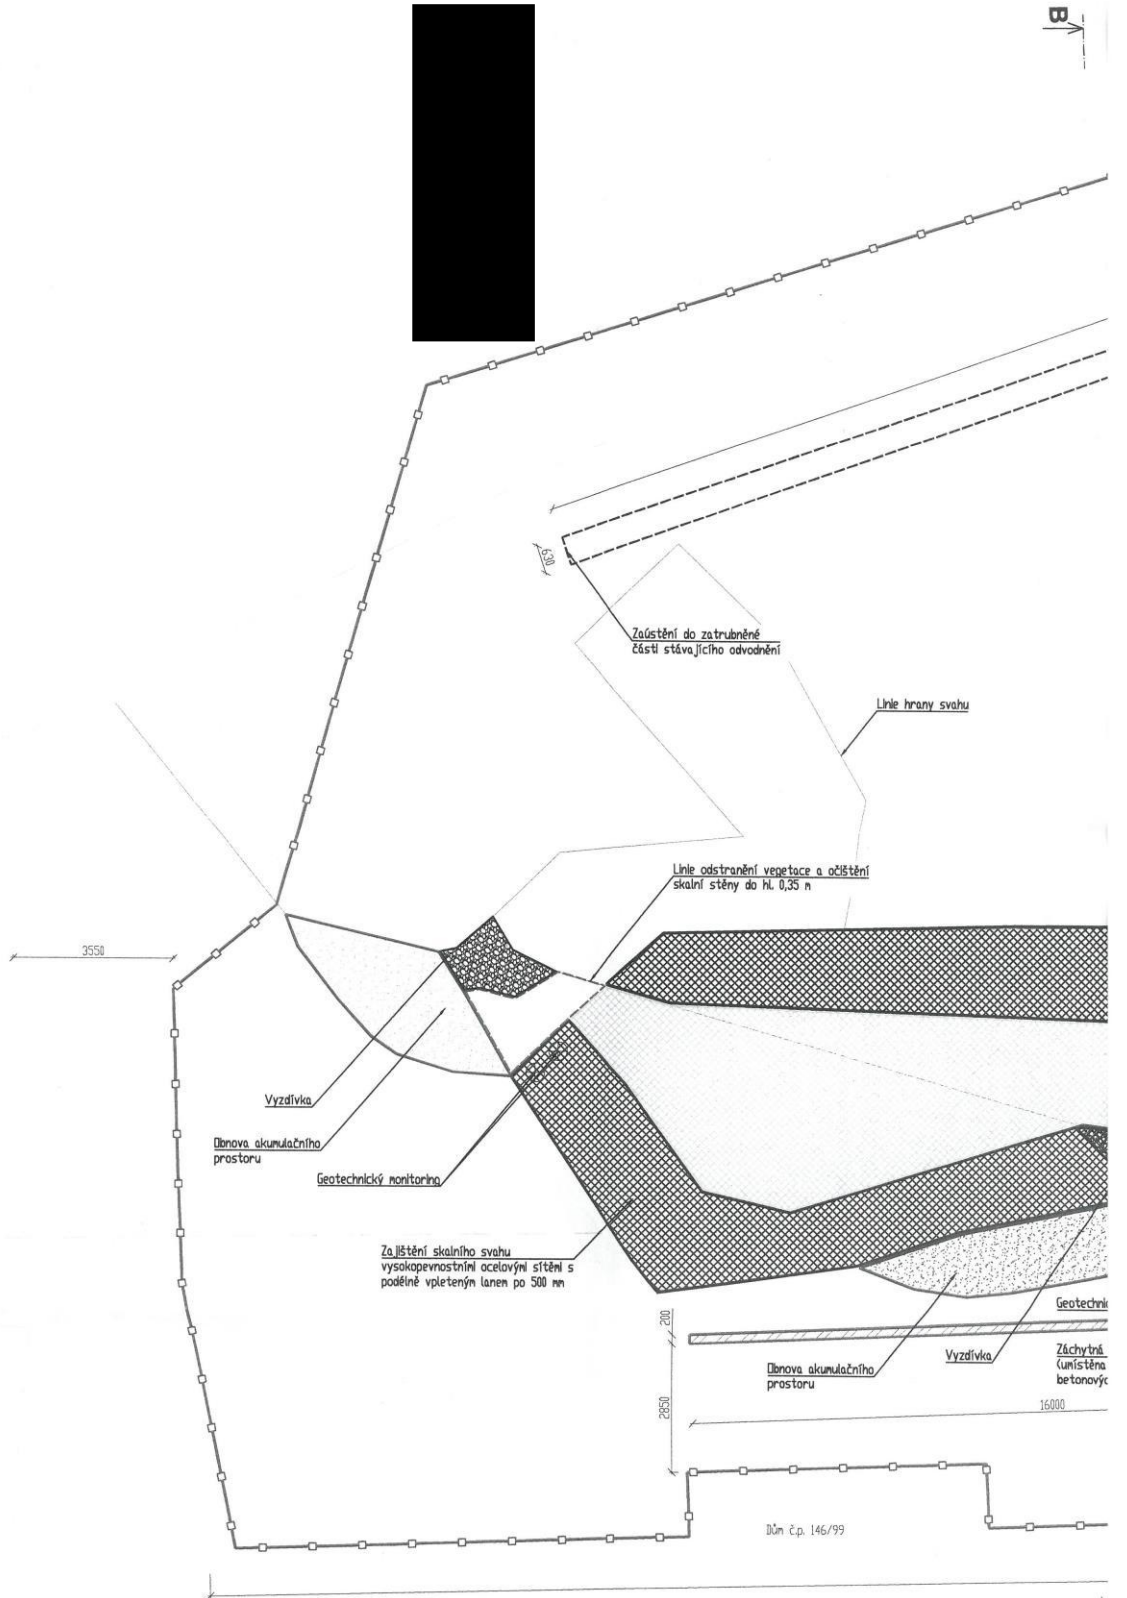 B
630
Zaústění do zatrubněné
části stávajícího odvodnění
Linie hrany svahu
Linie odstranění vegetace a očištění
skalní stěny do hl. 0,35 m
3550
Vyzdívka
Obnova akumulačního
prostoru
Geotechnický monitoring
Zajištění skalního svahu
vysokopevnostními ocelovými sítěmi s
podélně vpleteným lanem po 500 mm
200
Geotechnic
Vyzdívka
Záchytná
(umístěna
betonovýc
Obnova akumulačního
prostoru
2850
16000
Dům č.p. 146/99